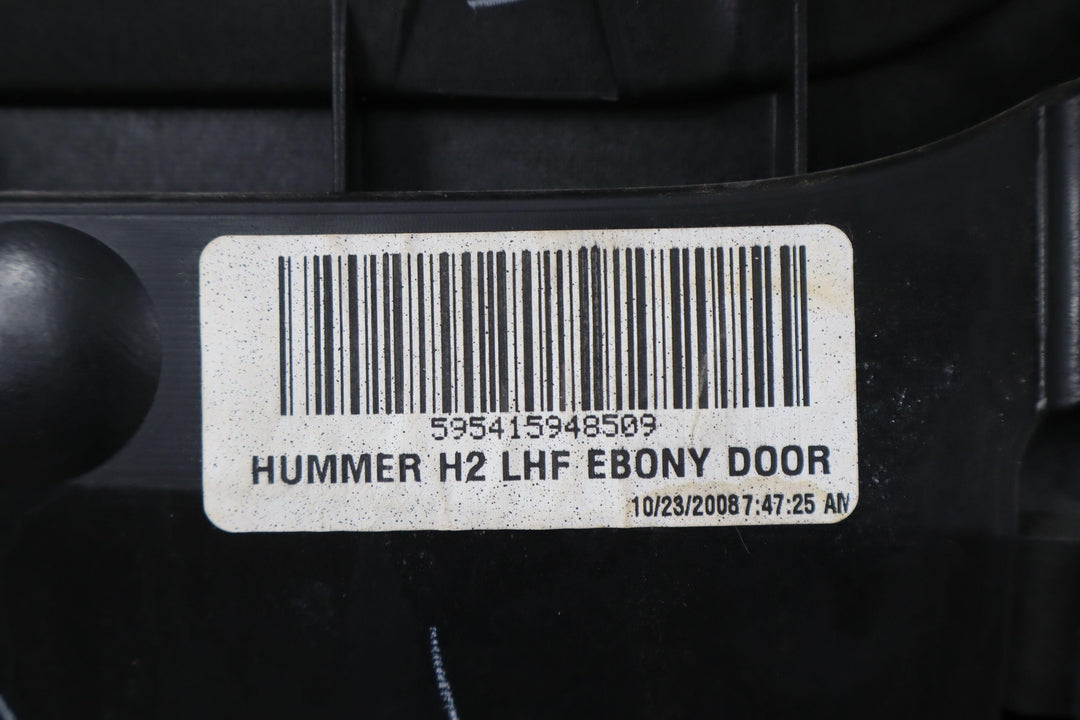 595415948509
HUMMER H2 LHF EBONY DOOR
10/23/2008 7:47:25 AM